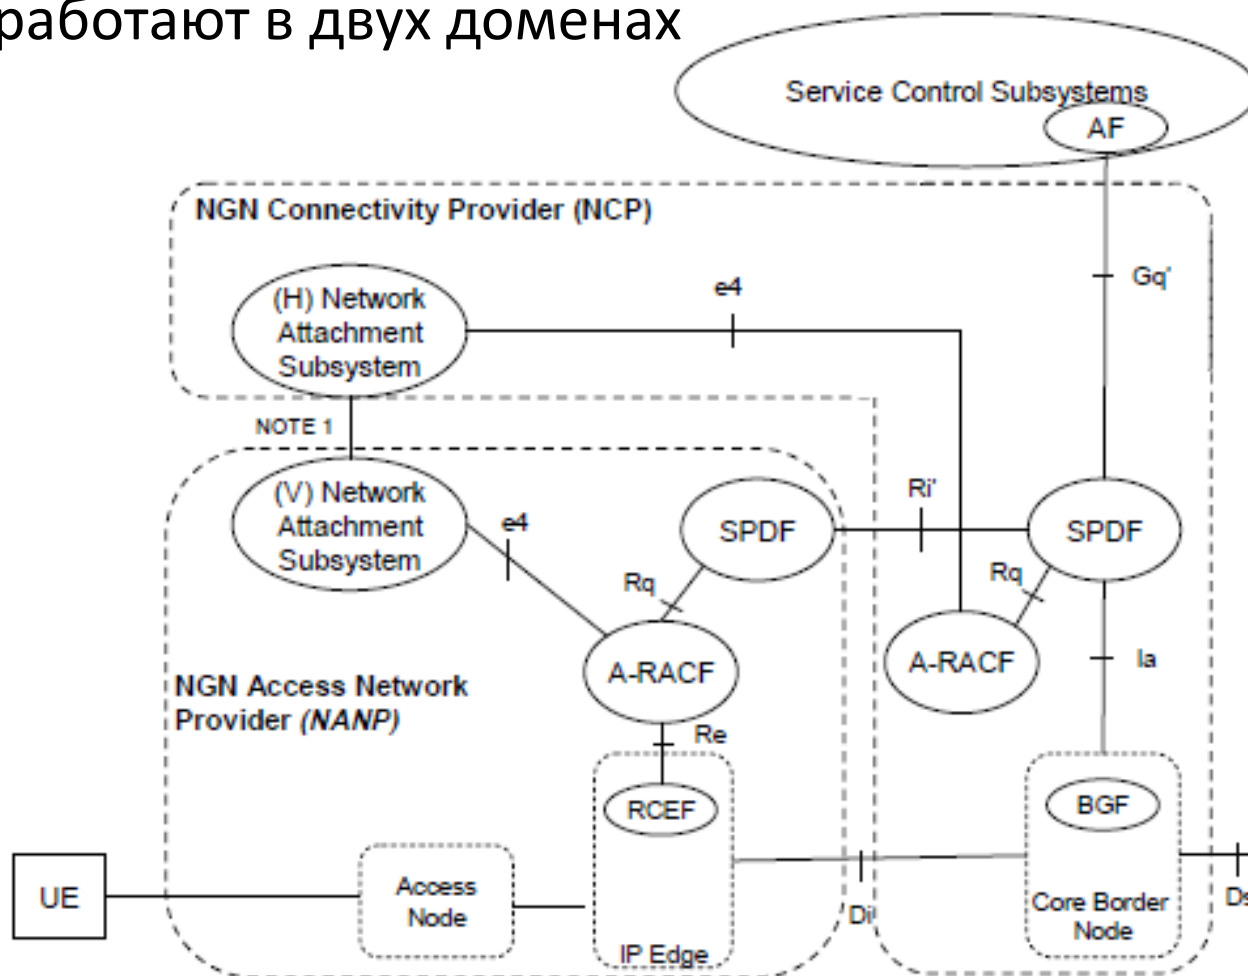 работают в двух доменах
Service Control Subsystems
AF
NGN Connectivity Provider (NCP)
Gq'
e4
(H) Network
Attachment
Subsystem
NOTE 1
(V) Network
Attachment
Subsystem
e4
SPDF
Ri'
SPDF
Rq
Rq
A-RACF
A-RACF
Ia
NGN Access Network
Provider (NANP)
Re
RCEF
BGF
UE
Access
Node
Di
Core Border
Node
Ds
IP Edge